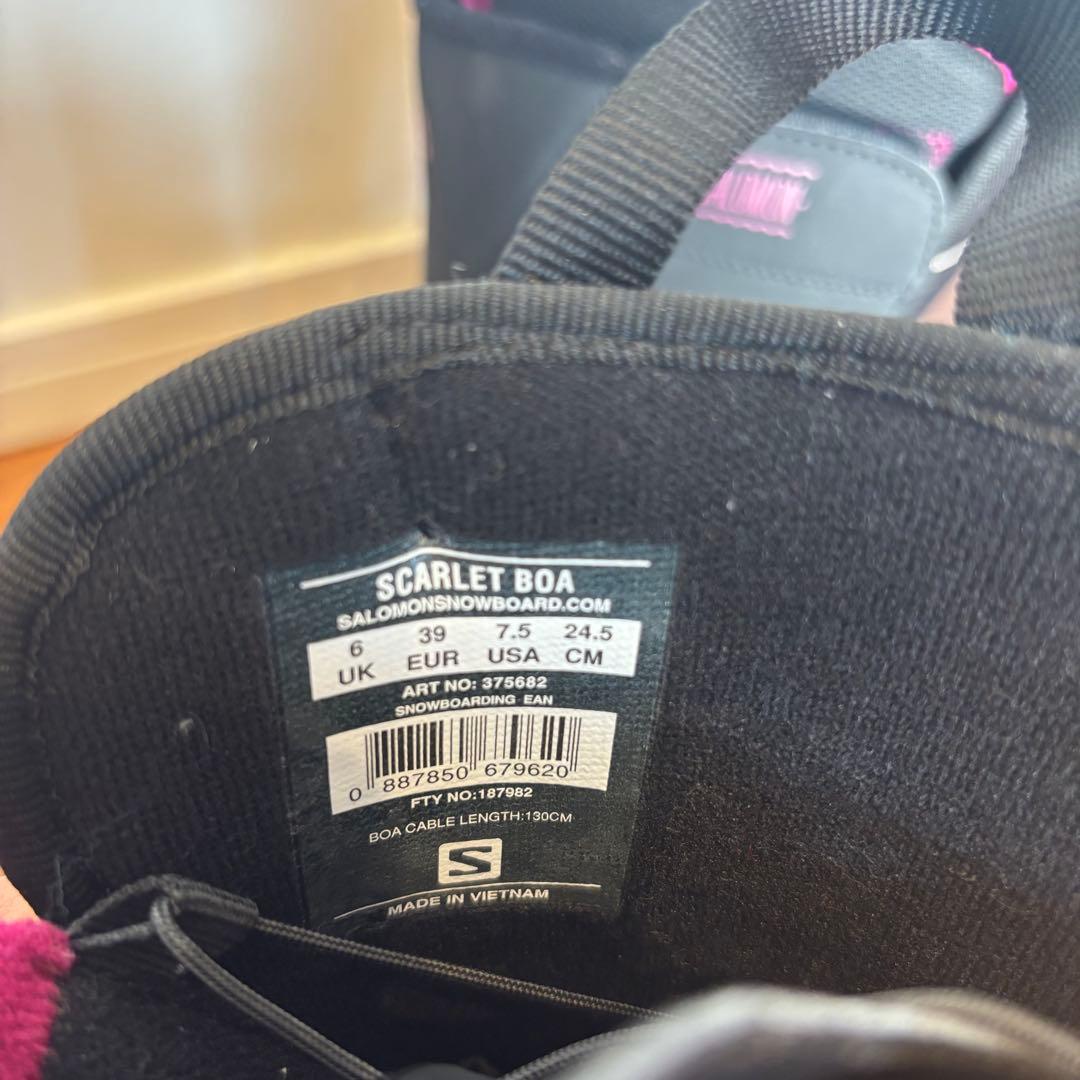 SCARLET BOA
SALOMONSNOWBOARD.COM
6 39 7.5 24.5
UK EUR USA CM
ART NO: 375682
SNOWBOARDING EAN
0 887850 679620
FTY NO:187982
BOA CABLE LENGTH:130CM
S
MADE IN VIETNAM